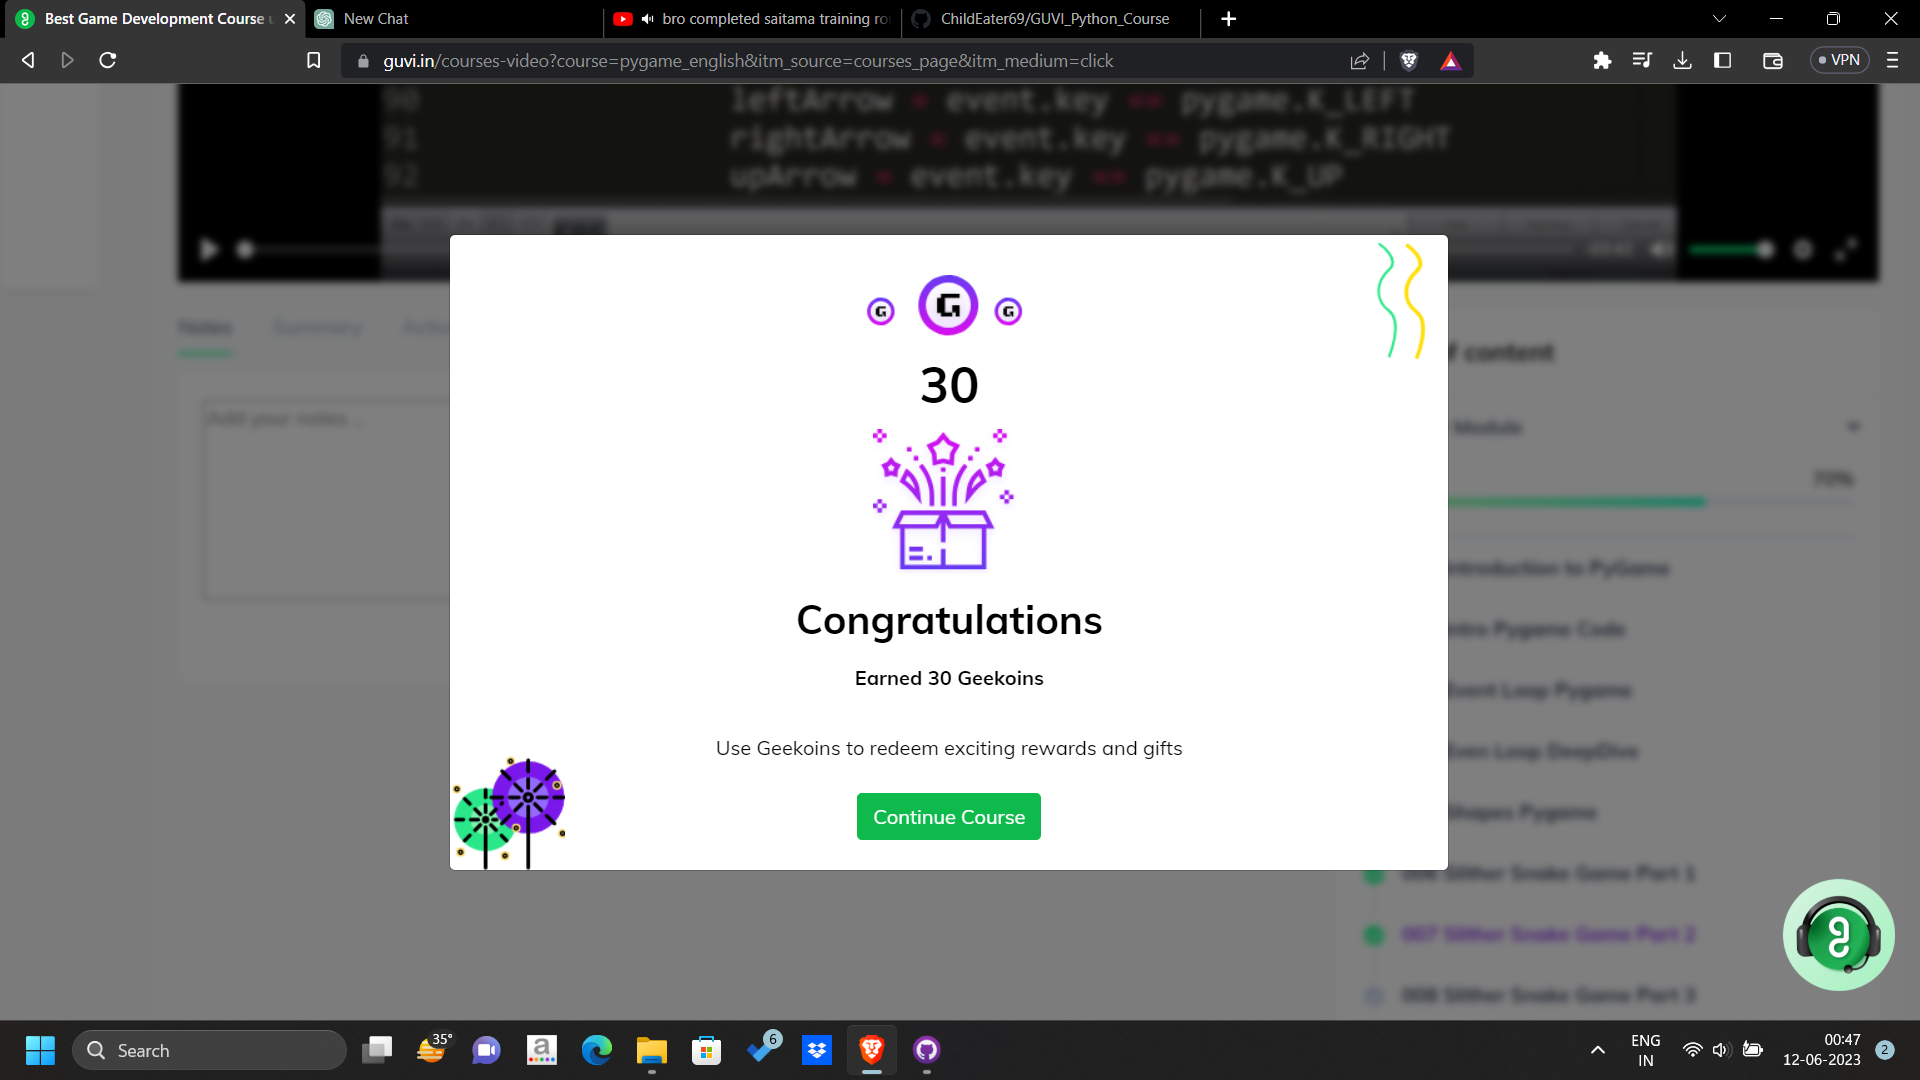 Best Game Development Course u
New Chat
bro completed saitama training ro
ChildEater69/GUVI_Python_Course
guvi.in/courses-video?course=pygame_english&itm_source=courses_page&itm_medium=click
VPN
90 leftArrow = event.key == pygame.K_LEFT
91 rightArrow = event.key == pygame.K_RIGHT
92 upArrow = event.key == pygame.K_UP
Notes
Summary
Add your notes ...
content
Module
70%
Introduction to PyGame
Intro Pygame Code
Event Loop Pygame
Even Loop DeepDive
Shapes Pygame
006 Slither Snake Game Part 1
007 Slither Snake Game Part 2
008 Slither Snake Game Part 3
G
G
G
30
Congratulations
Earned 30 Geekoins
Use Geekoins to redeem exciting rewards and gifts
Continue Course
Search
35°
a
6
ENG
IN
00:47
12-06-2023
2